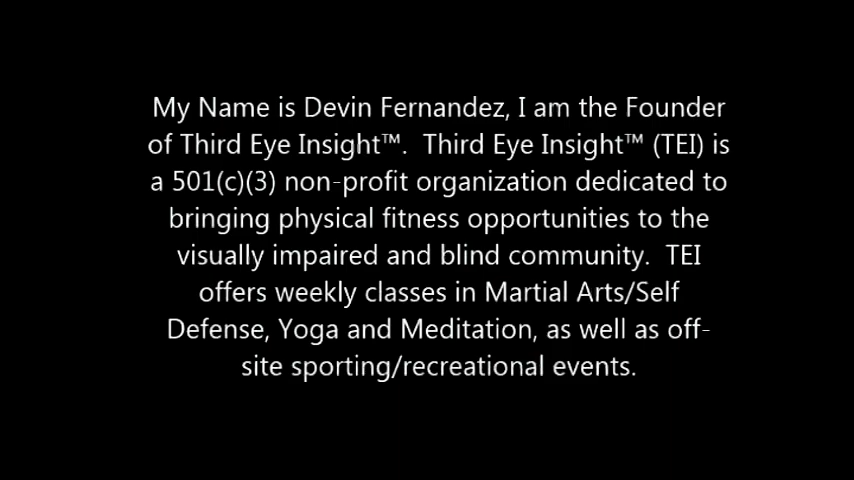 My Name is Devin Fernandez, I am the Founder
of Third Eye Insight™.  Third Eye Insight™ (TEI) is
a 501(c)(3) non-profit organization dedicated to
bringing physical fitness opportunities to the
visually impaired and blind community.  TEI
offers weekly classes in Martial Arts/Self
Defense, Yoga and Meditation, as well as off-
site sporting/recreational events.